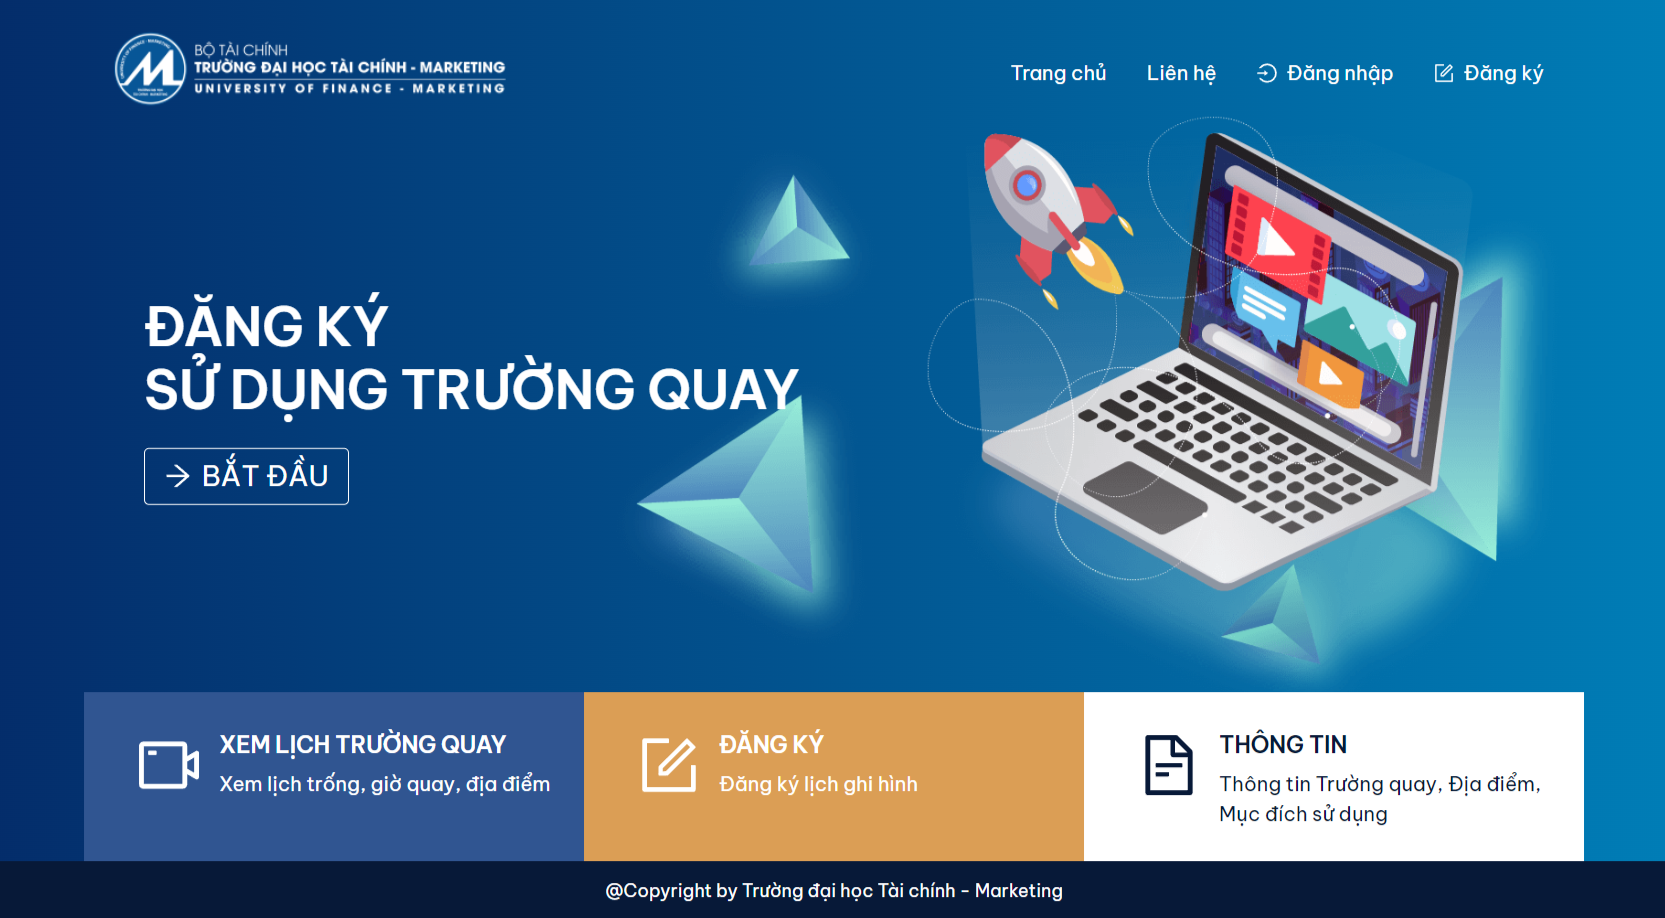 BỘ TÀI CHÍNH
TRƯỜNG ĐẠI HỌC TÀI CHÍNH - MARKETING
UNIVERSITY OF FINANCE - MARKETING
Trang chủ
Liên hệ
Đăng nhập
Đăng ký
ĐĂNG KÝ
SỬ DỤNG TRƯỜNG QUAY
BẮT ĐẦU
XEM LỊCH TRƯỜNG QUAY
Xem lịch trống, giờ quay, địa điểm
ĐĂNG KÝ
Đăng ký lịch ghi hình
THÔNG TIN
Thông tin Trường quay, Địa điểm,
Mục đích sử dụng
@Copyright by Trường đại học Tài chính - Marketing